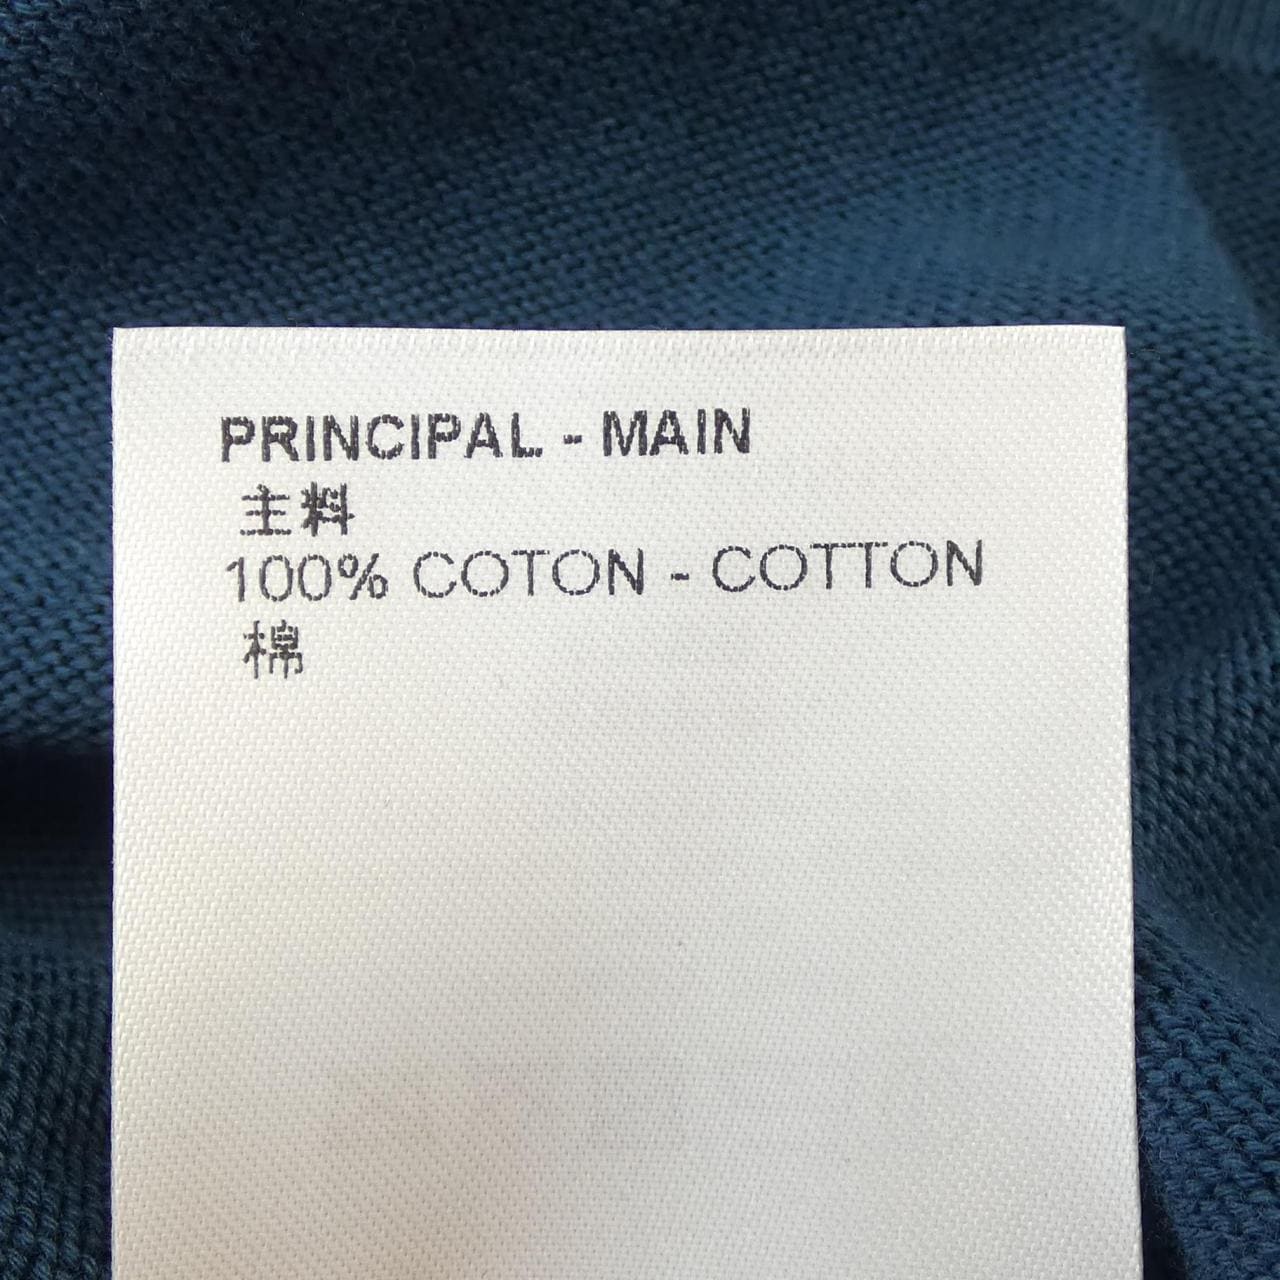 PRINCIPAL - MAIN
主料
100% COTON - COTTON
棉